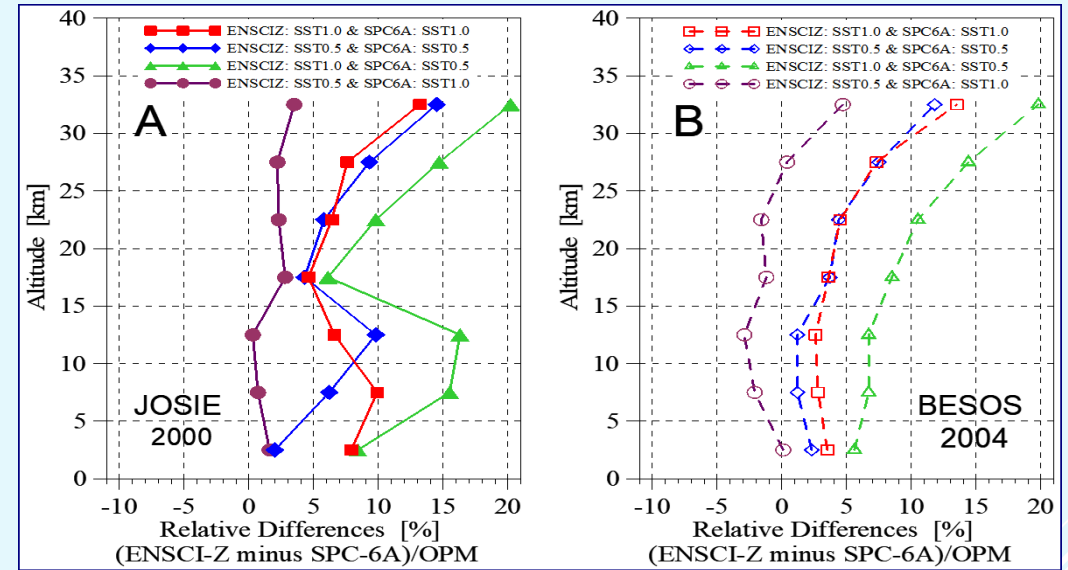 ENSCIZ: SST1.0 & SPC6A: SST1.0
ENSCIZ: SST0.5 & SPC6A: SST0.5
ENSCIZ: SST1.0 & SPC6A: SST0.5
ENSCIZ: SST0.5 & SPC6A: SST1.0
A
JOSIE
2000
40
35
30
25
20
15
10
5
0
Altitude [km]
-10 -5 0 5 10 15 20
Relative Differences [%]
(ENSCI-Z minus SPC-6A)/OPM
ENSCIZ: SST1.0 & SPC6A: SST1.0
ENSCIZ: SST0.5 & SPC6A: SST0.5
ENSCIZ: SST1.0 & SPC6A: SST0.5
ENSCIZ: SST0.5 & SPC6A: SST1.0
B
BESOS
2004
40
35
30
25
20
15
10
5
0
Altitude [km]
-10 -5 0 5 10 15 20
Relative Differences [%]
(ENSCI-Z minus SPC-6A)/OPM